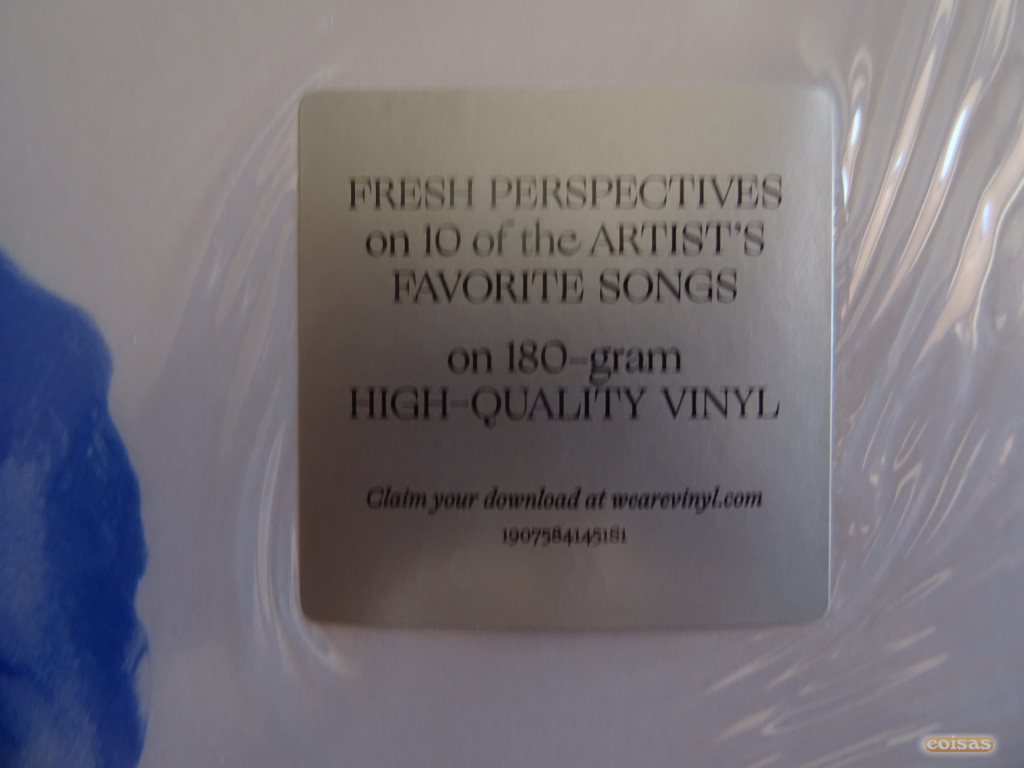 FRESH PERSPECTIVES
on 10 of the ARTIST'S
FAVORITE SONGS
on 180-gram
HIGH-QUALITY VINYL
Claim your download at wearevinyl.com
19075841451S1
coisas